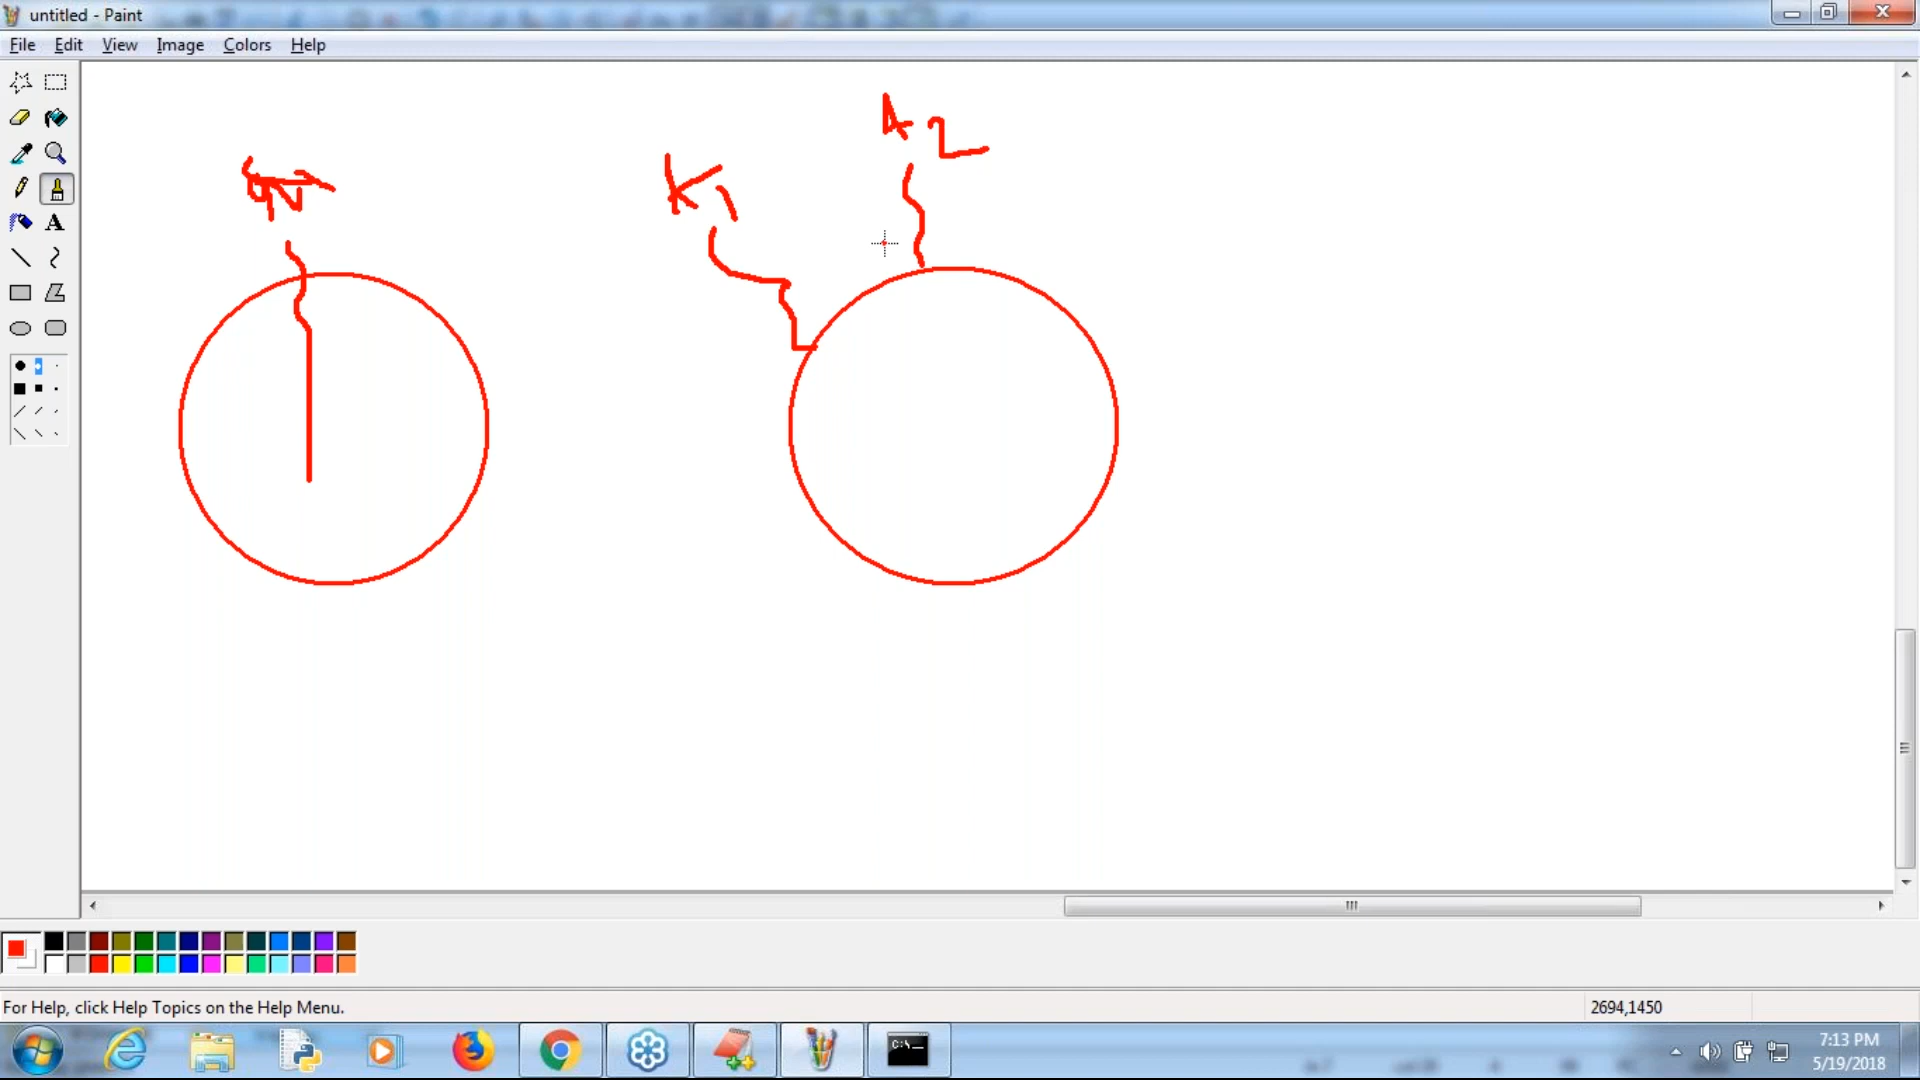 untitled - Paint
File Edit View Image Colors Help
K1
A
For Help, click Help Topics on the Help Menu.
2694,1450
C:\_
7:13 PM
5/19/2018